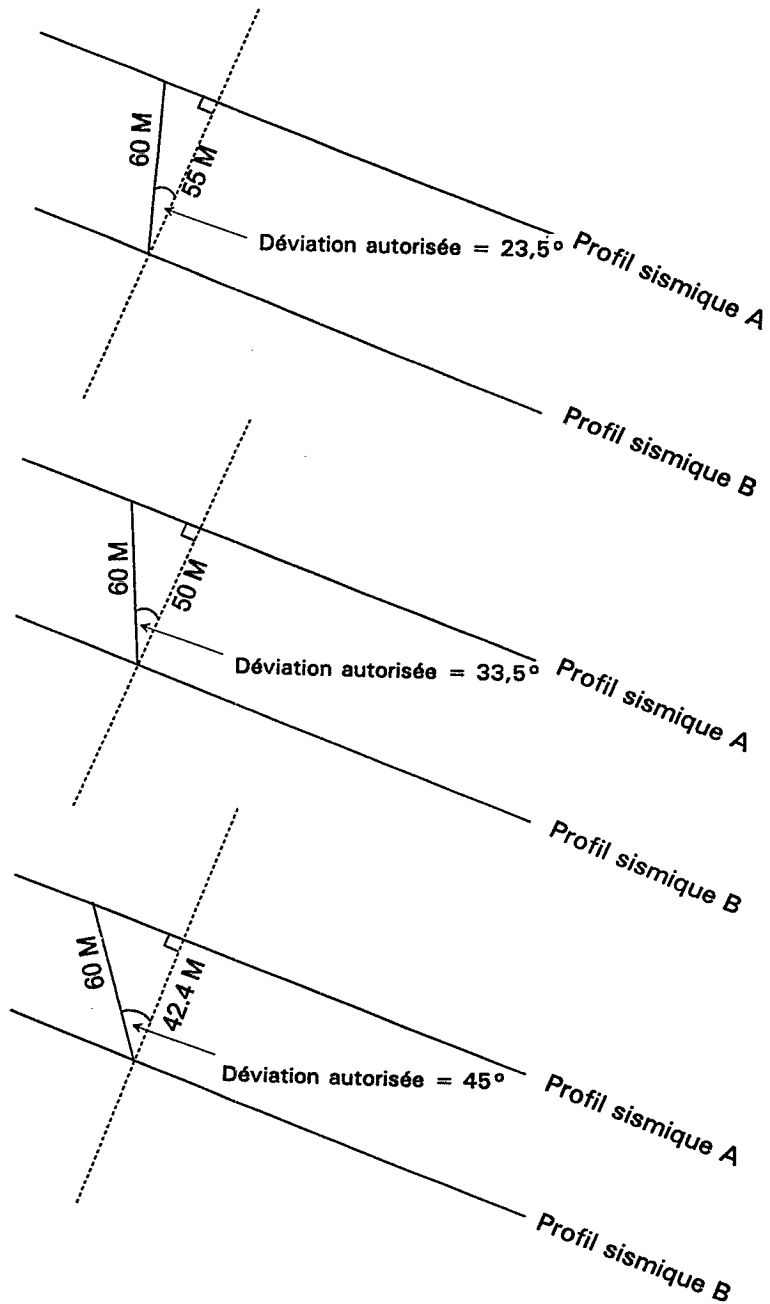 60 M
55 M
Déviation autorisée = 23,5°
Profil sismique A
Profil sismique B
60 M
50 M
Déviation autorisée = 33,5°
Profil sismique A
Profil sismique B
60 M
42.4 M
Déviation autorisée = 45°
Profil sismique A
Profil sismique B